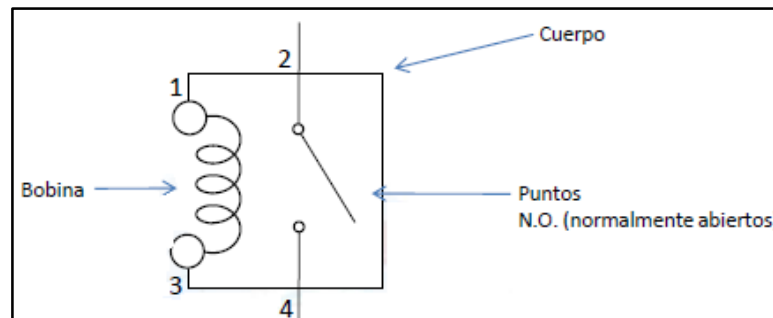 Cuerpo
2
1
Bobina
Puntos
N.O. (normalmente abiertos
3
4